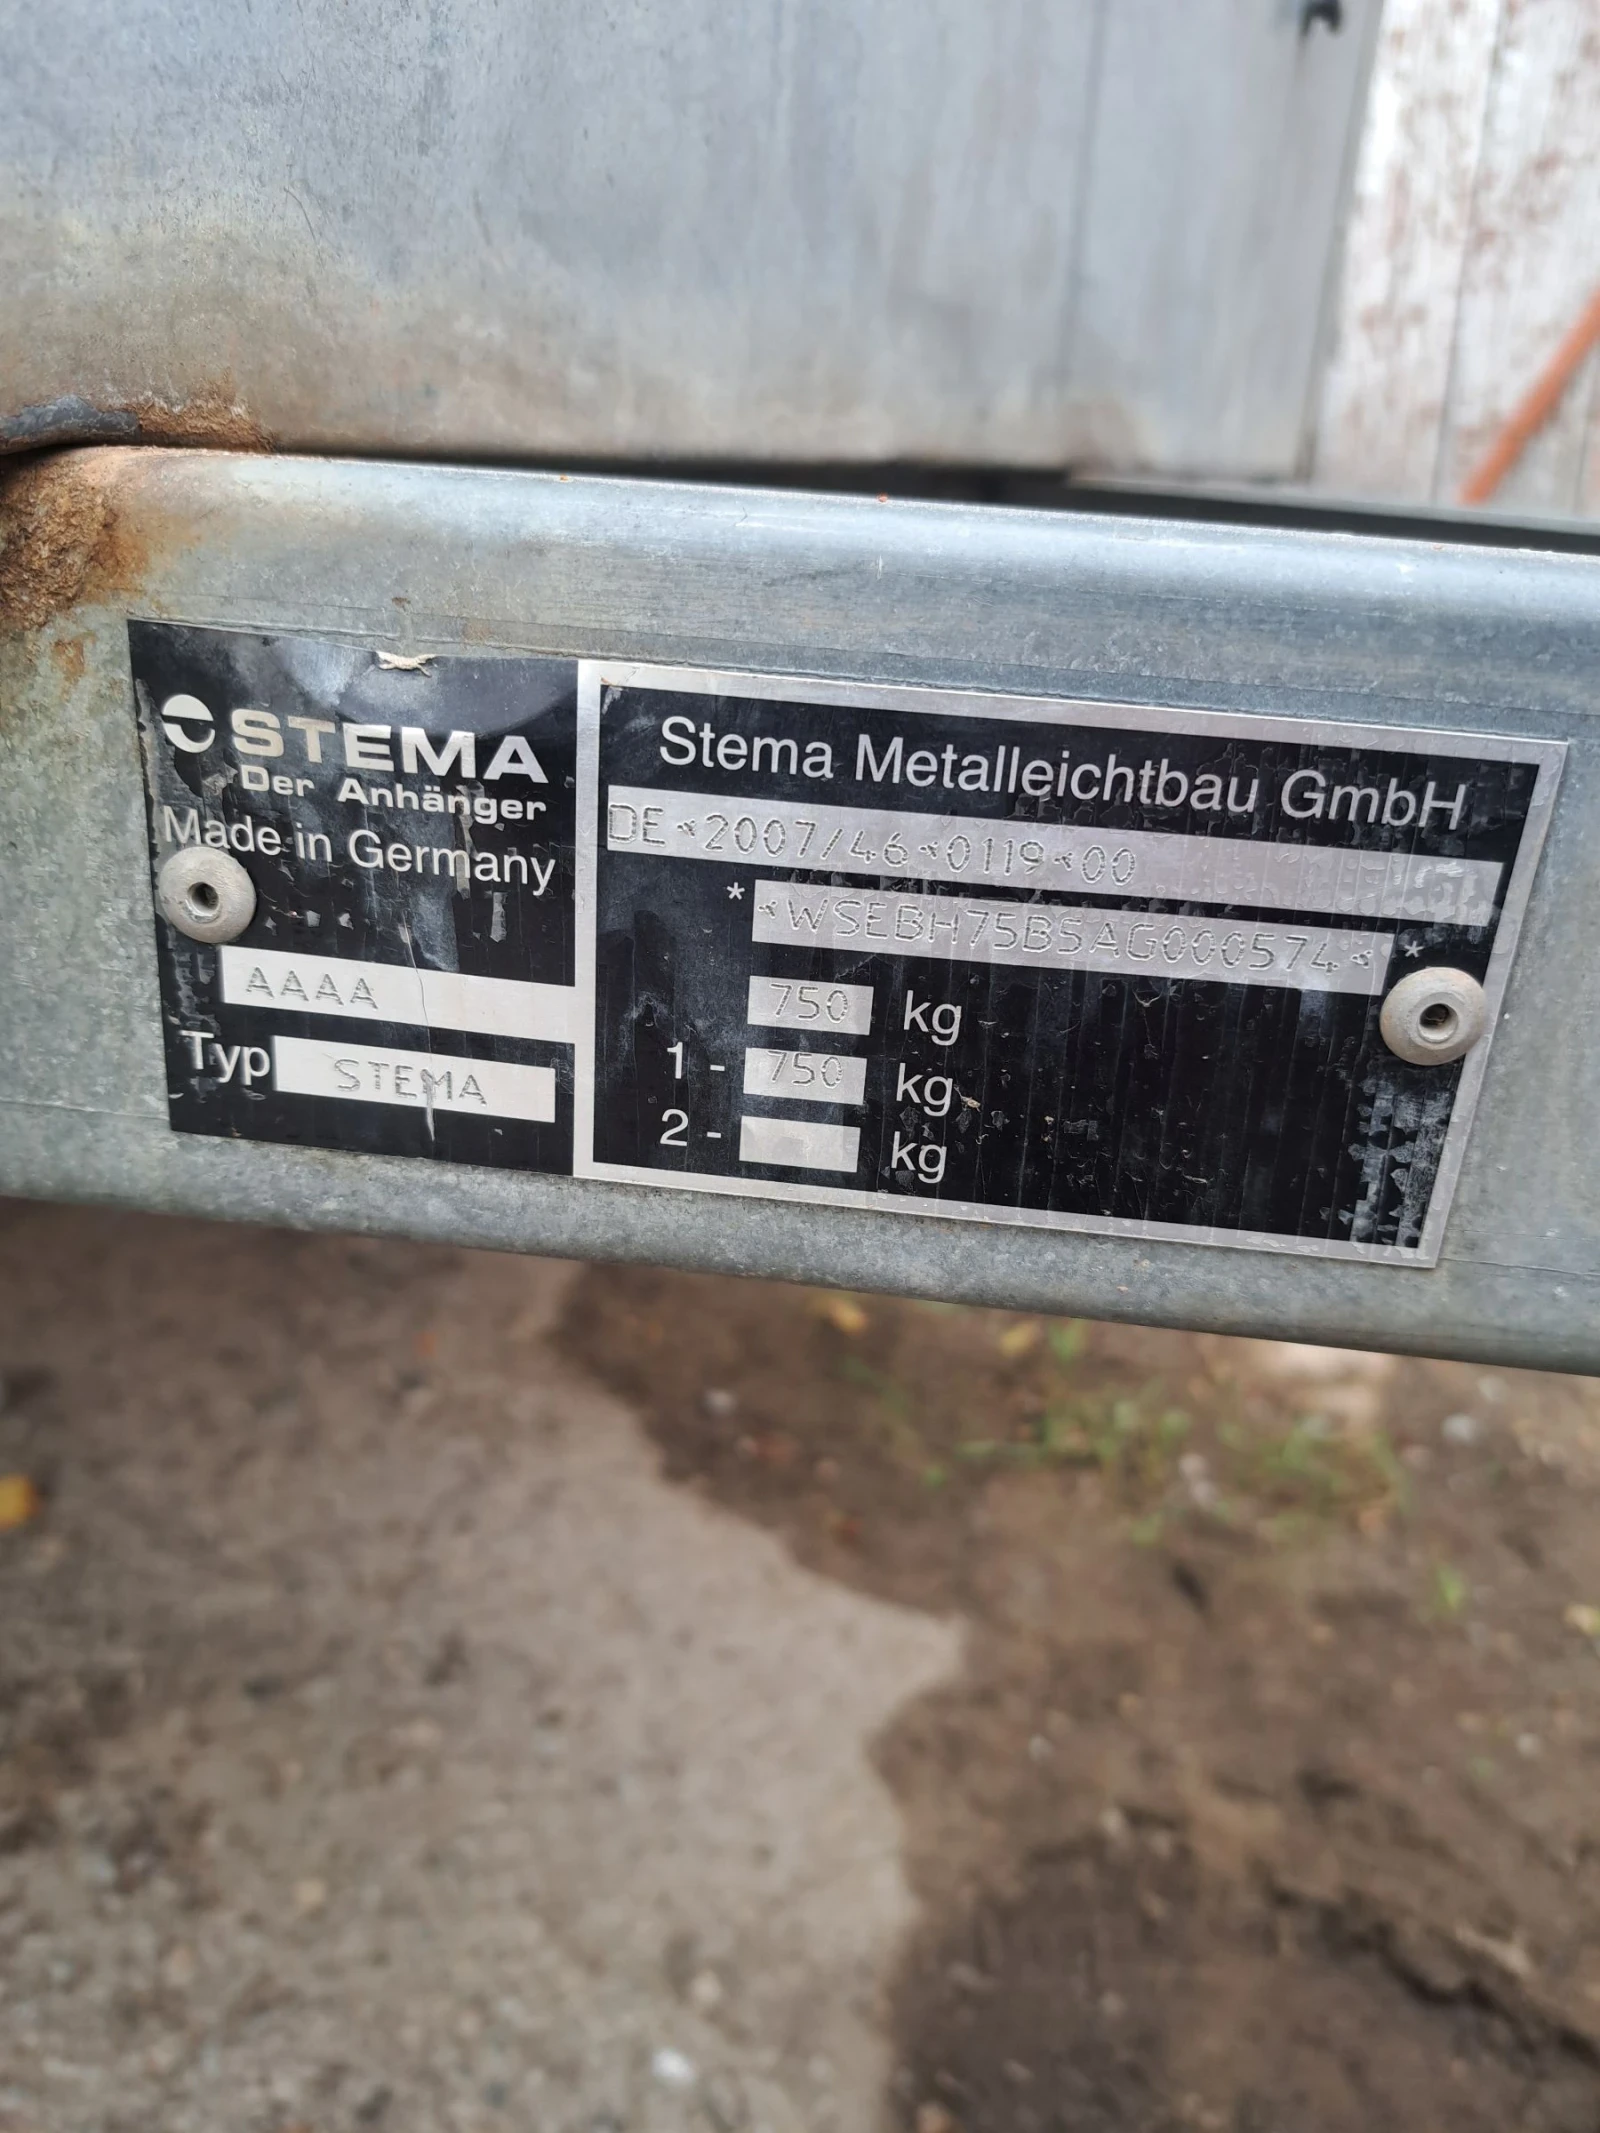 STEMA
Der Anhänger
Made in Germany
AAAA
Typ STEMA
Stema Metalleichtbau GmbH
DE*2007/46*0119*00
* *WSEBH75B5AG000574* *
750 kg
1 - 750 kg
2 - kg